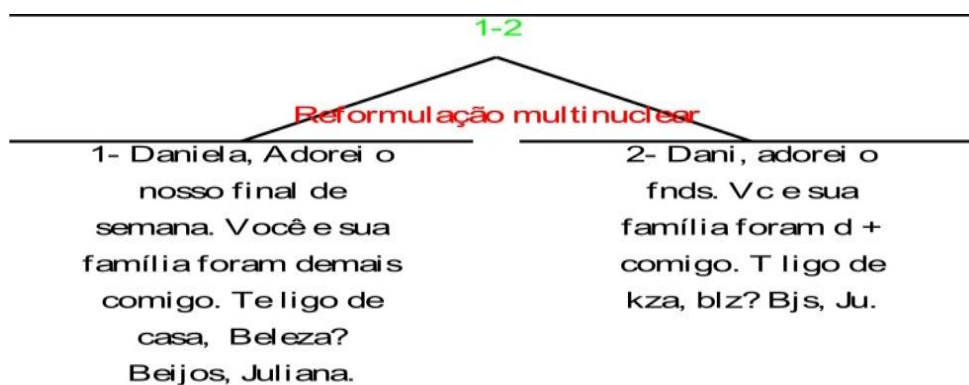 1-2
Reformulação multinuclear
1- Daniela, Adorei o
nosso final de
semana. Você e sua
família foram demais
comigo. Te ligo de
casa, Beleza?
Beijos, Juliana.
2- Dani, adorei o
fnds. Vc e sua
família foram d +
comigo. T ligo de
kza, blz? Bjs, Ju.